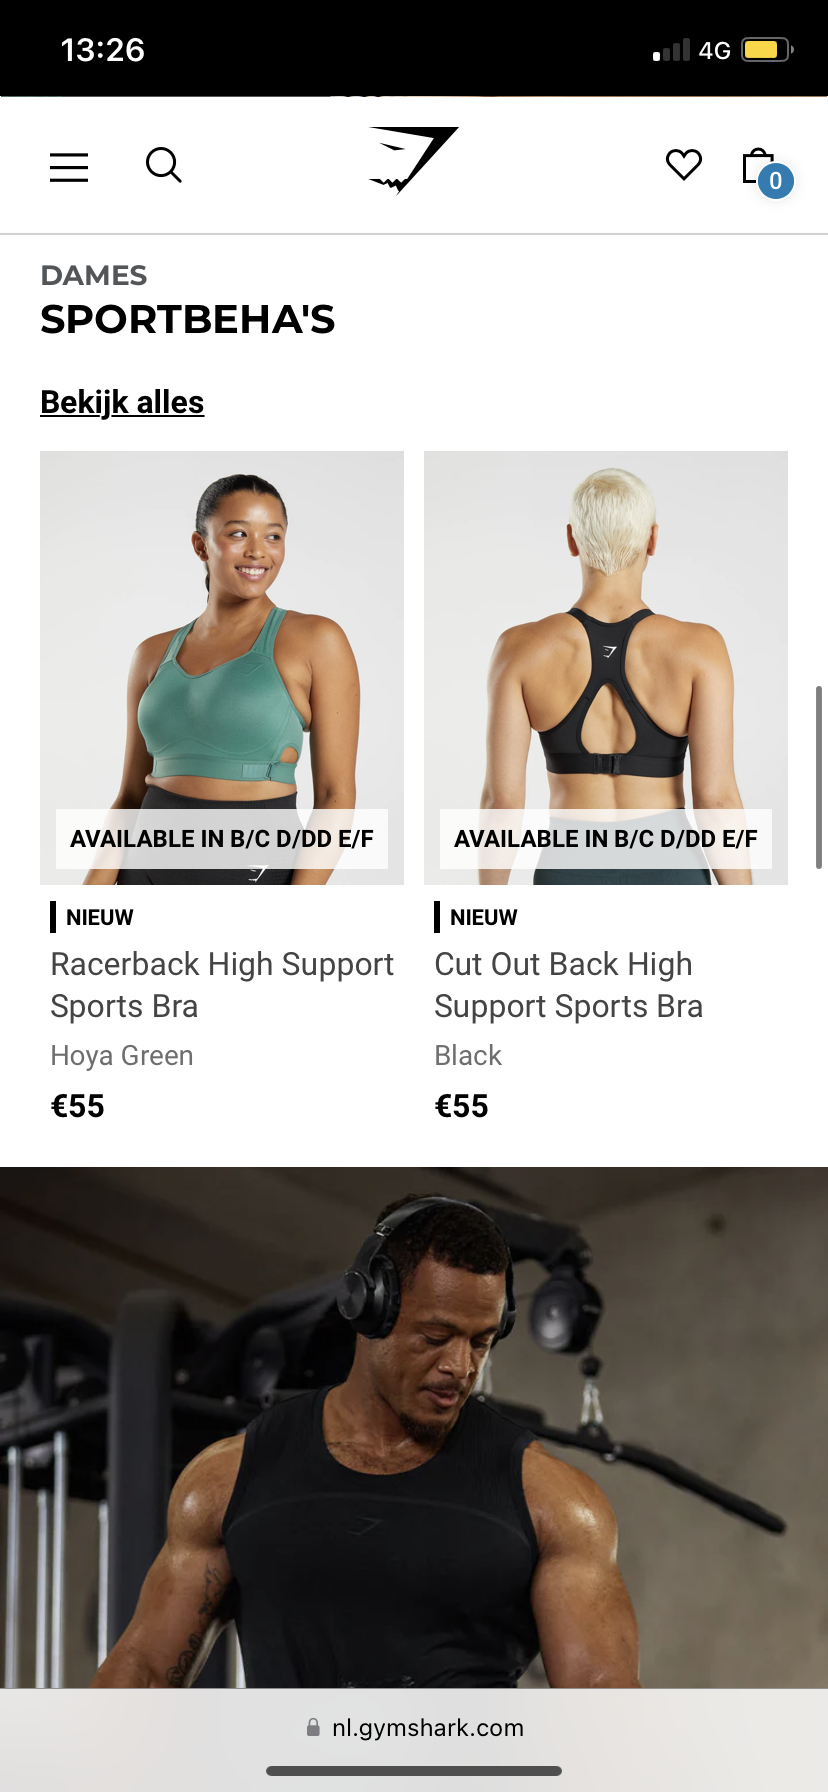 13:26
4G
0
DAMES
SPORTBEHA'S
Bekijk alles
AVAILABLE IN B/C D/DD E/F
AVAILABLE IN B/C D/DD E/F
NIEUW
Racerback High Support
Sports Bra
Hoya Green
€55
NIEUW
Cut Out Back High
Support Sports Bra
Black
€55
nl.gymshark.com